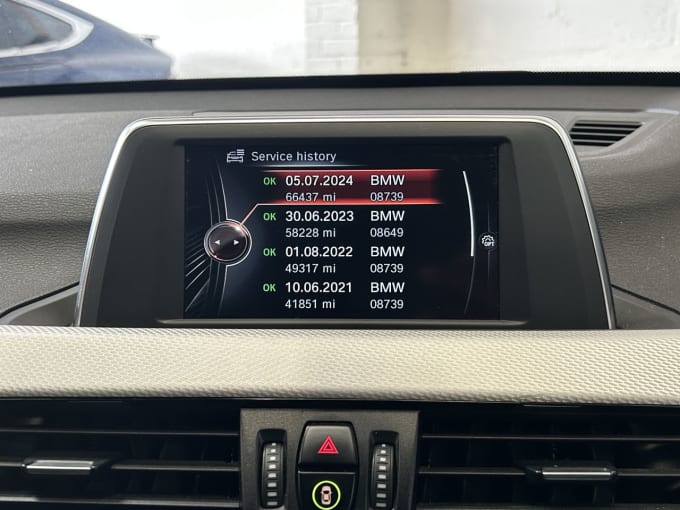 Service history
OK 05.07.2024 BMW
66437 mi 08739
OK 30.06.2023 BMW
58228 mi 08649
OK 01.08.2022 BMW
49317 mi 08739
OK 10.06.2021 BMW
41851 mi 08739
OPT